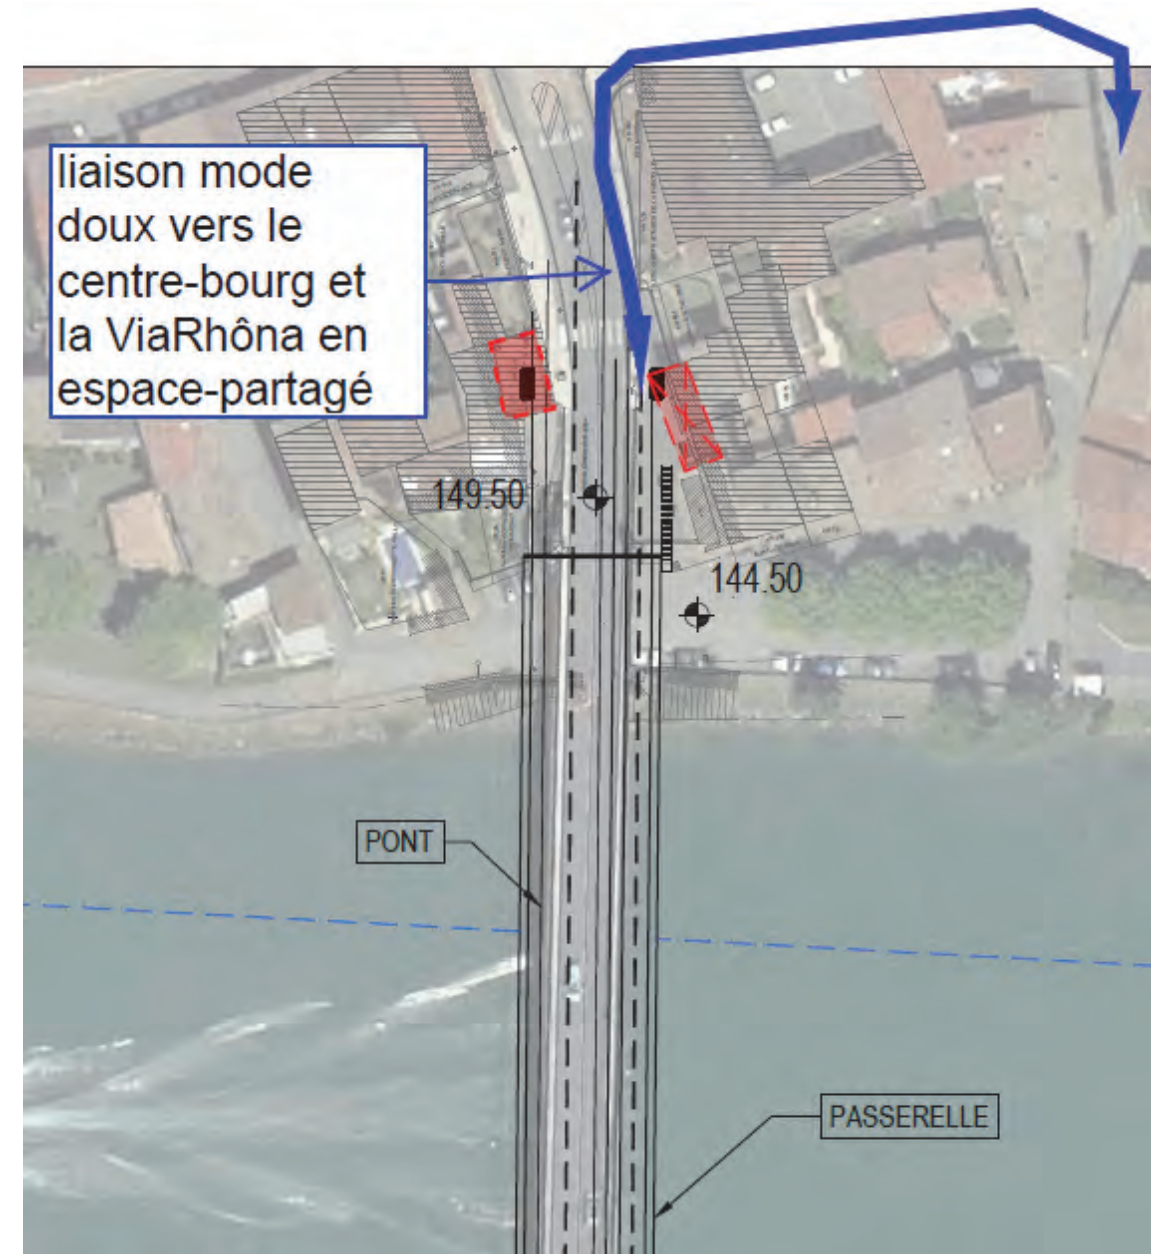 liaison mode
doux vers le
centre-bourg et
la ViaRhôna en
espace-partagé
149.50
144.50
PONT
PASSERELLE